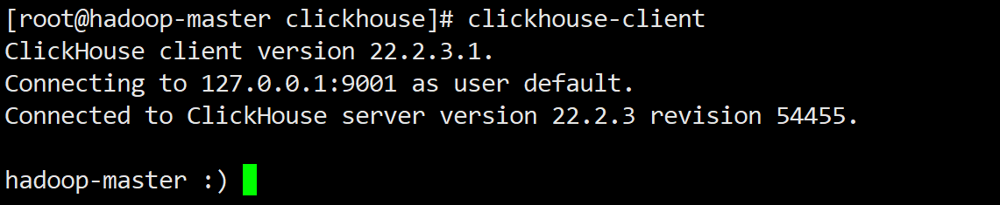 [root@hadoop-master clickhouse]# clickhouse-client
ClickHouse client version 22.2.3.1.
Connecting to 127.0.0.1:9001 as user default.
Connected to ClickHouse server version 22.2.3 revision 54455.
hadoop-master :)